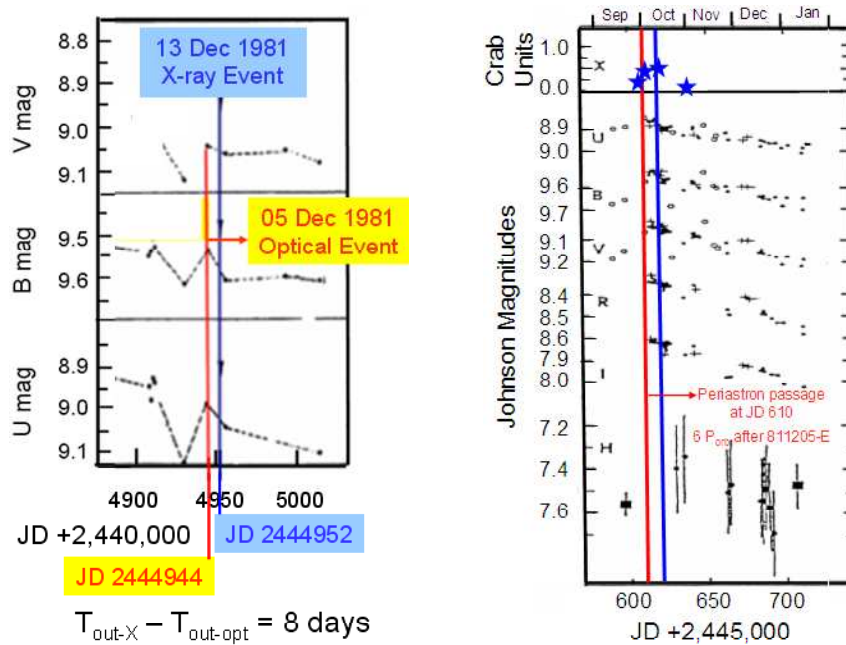 8.8
8.9
9.0
9.1
V mag
13 Dec 1981
X-ray Event
05 Dec 1981
Optical Event
9.5
9.6
B mag
8.9
9.0
9.1
U mag
4900 4950 5000
JD +2,440,000
JD 2444952
JD 2444944
T out-X – T out-opt = 8 days
Sep Oct Nov Dec Jan
Crab
Units
1.0
0.0
X
Johnson Magnitudes
8.9
U
9.0
9.6
B
9.7
9.1
V
9.2
8.4
R
8.5
8.6
7.9
I
8.0
Periastron passage
at JD 610
6 P orb after 811205-E
7.2
H
7.4
7.6
600 650 700
JD +2,445,000